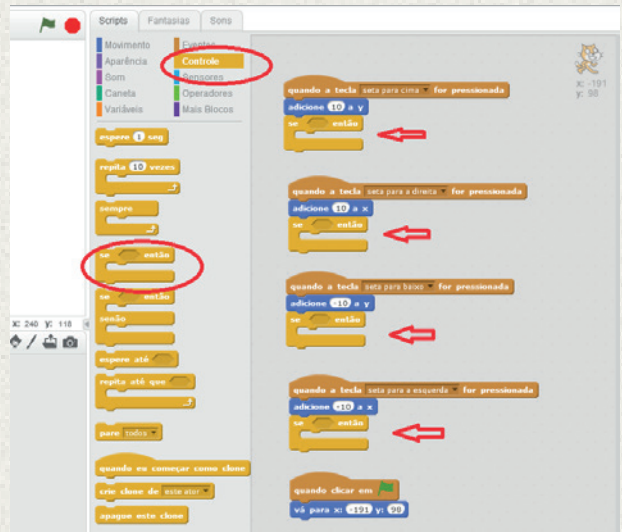 Scripts Fantasias Sons
Movimento Eventos
Aparência Controle
Som Sensores
Caneta Operadores
Variáveis Mais Blocos
espere 1 seg
repita 10 vezes
sempre
se então
se então
senão
espere até
repita até que
para todos
quando eu começar como clone
crie clone de este ator
apague este clone
x: 240 y: 118
x: -191
y: 98
quando a tecla seta para cima for pressionada
adicione 10 a y
se então
quando a tecla seta para a direita for pressionada
adicione 10 a x
se então
quando a tecla seta para baixo for pressionada
adicione -10 a y
se então
quando a tecla seta para a esquerda for pressionada
adicione -10 a x
se então
quando clicar em
vá para x: -191 y: 98